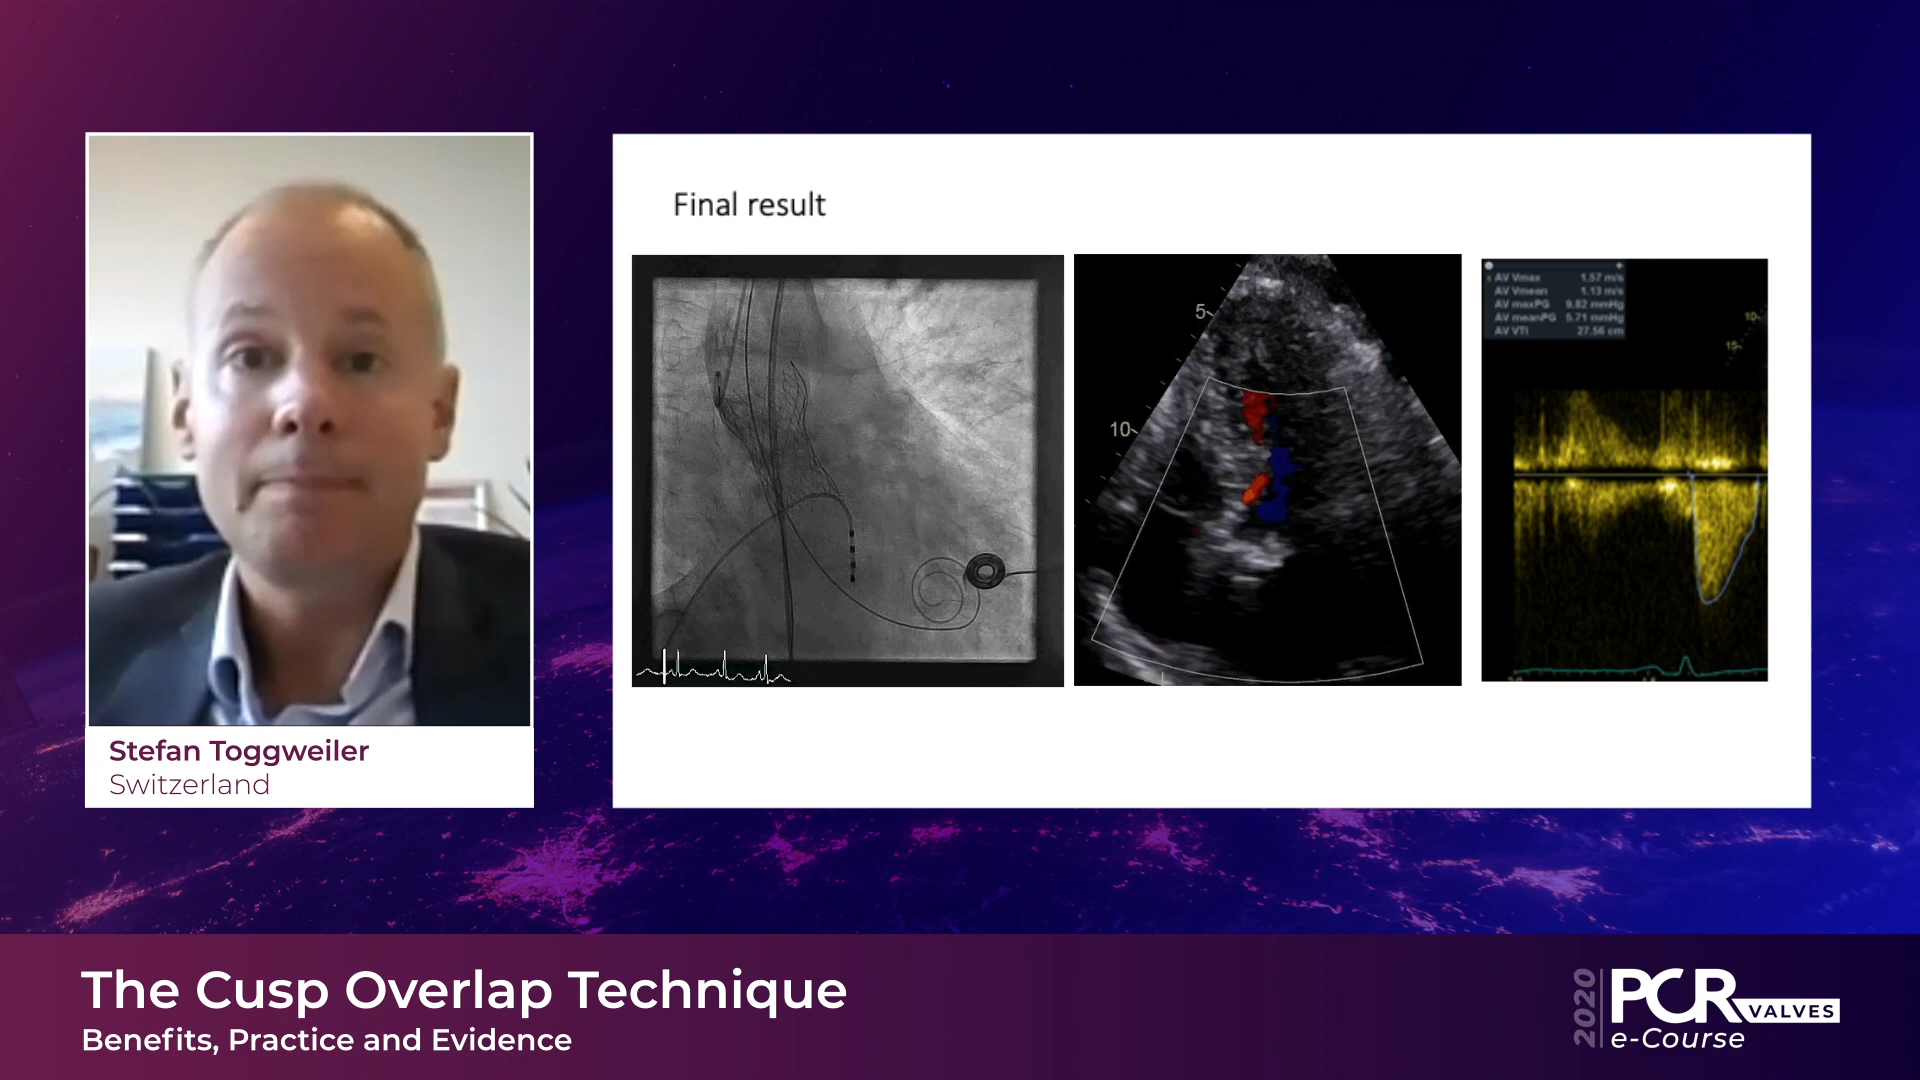 Final result
5
10
AV Vmax 1.57 m/s
AV Vmean 1.13 m/s
AV maxPG 9.82 mmHg
AV meanPG 5.71 mmHg
AV VTI 27.56 cm
10
15
Stefan Toggweiler
Switzerland
The Cusp Overlap Technique
Benefits, Practice and Evidence
2020
PCR
VALVES
e-Course